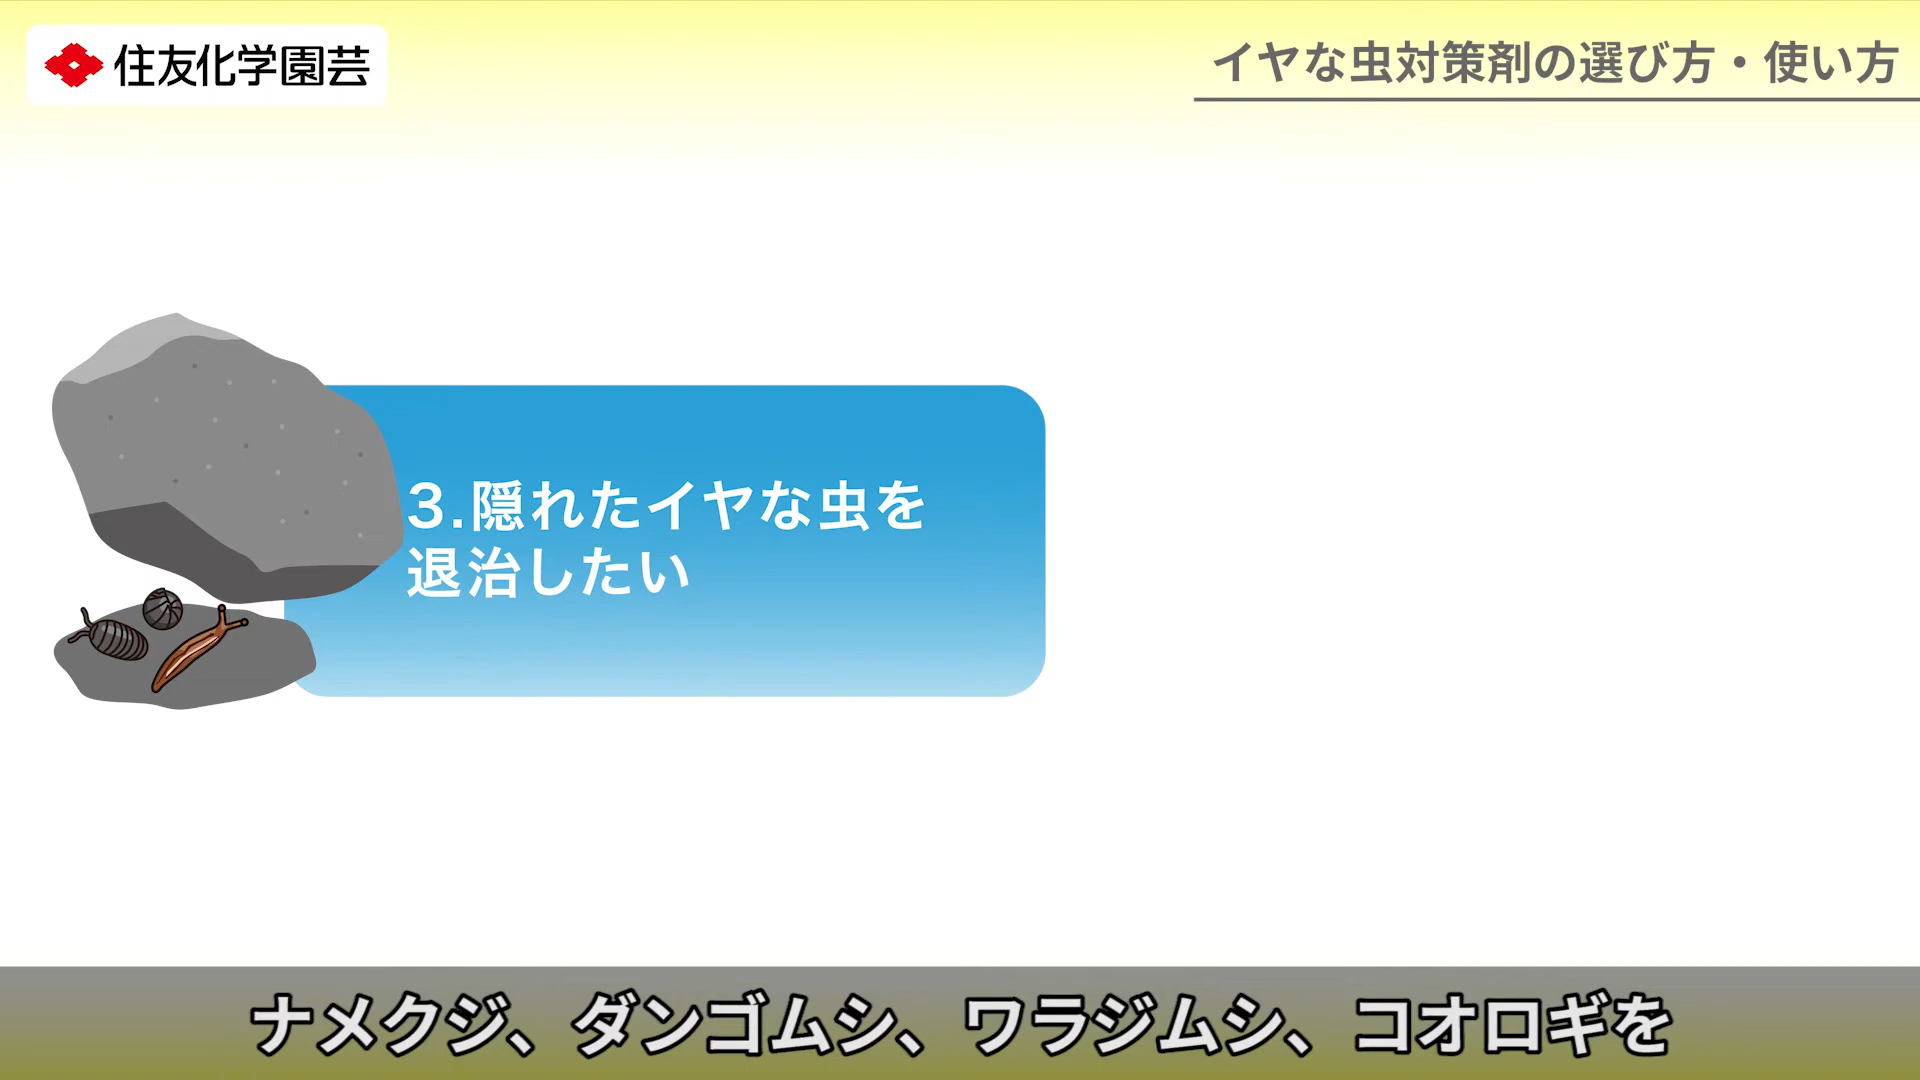 住友化学園芸
イヤな虫対策剤の選び方・使い方
3.隠れたイヤな虫を
退治したい
ナメクジ、ダンゴムシ、ワラジムシ、コオロギを